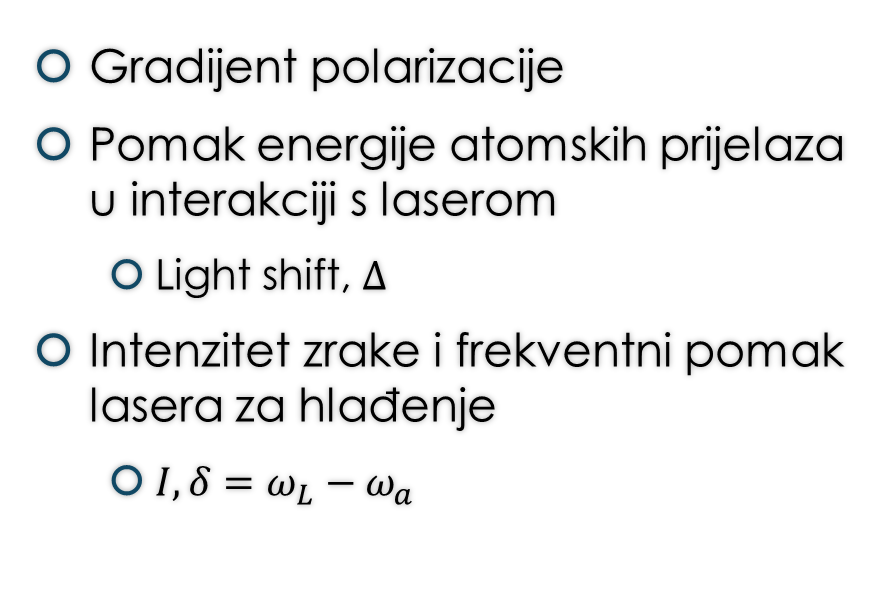 Gradijent polarizacije
Pomak energije atomskih prijelaza
u interakciji s laserom
Light shift, Δ
Intenzitet zrake i frekventni pomak
lasera za hlađenje
I, δ = ω_L − ω_a